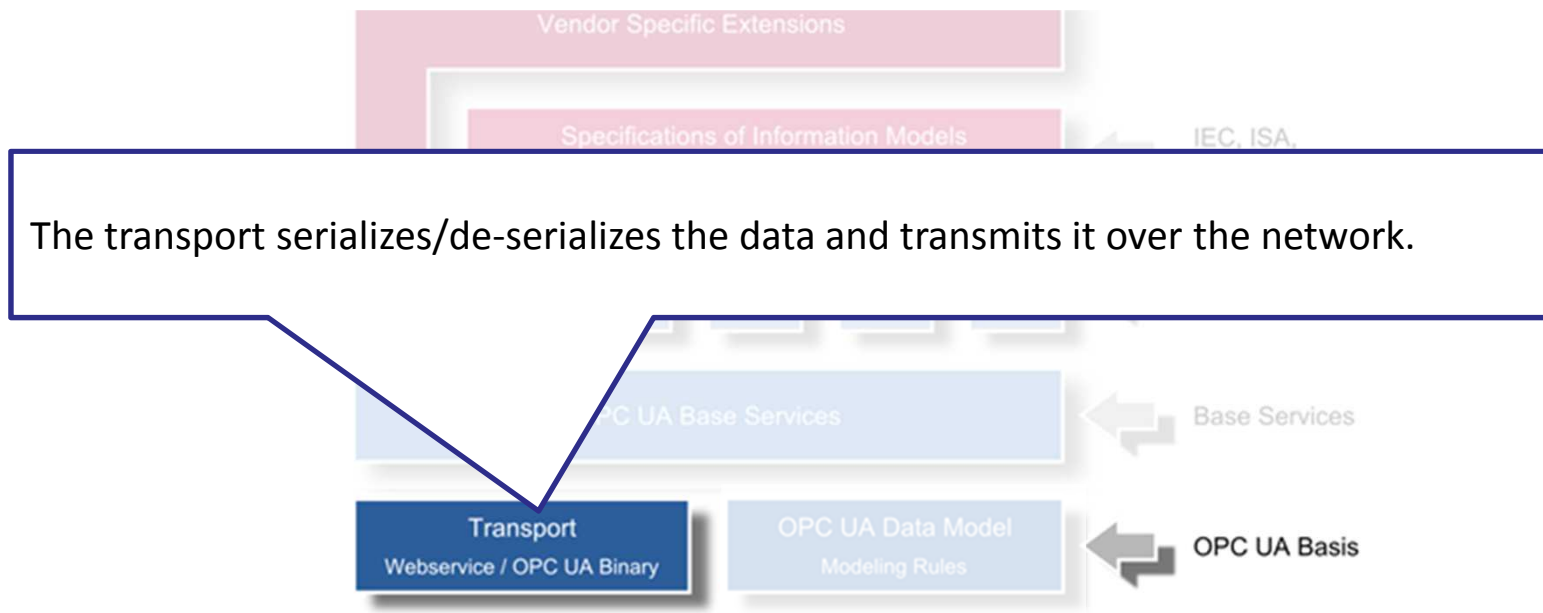 Vendor Specific Extensions
Specifications of Information Models
IEC, ISA,
The transport serializes/de-serializes the data and transmits it over the network.
PC UA Base Services
Base Services
Transport
Webservice / OPC UA Binary
OPC UA Data Model
Modeling Rules
OPC UA Basis